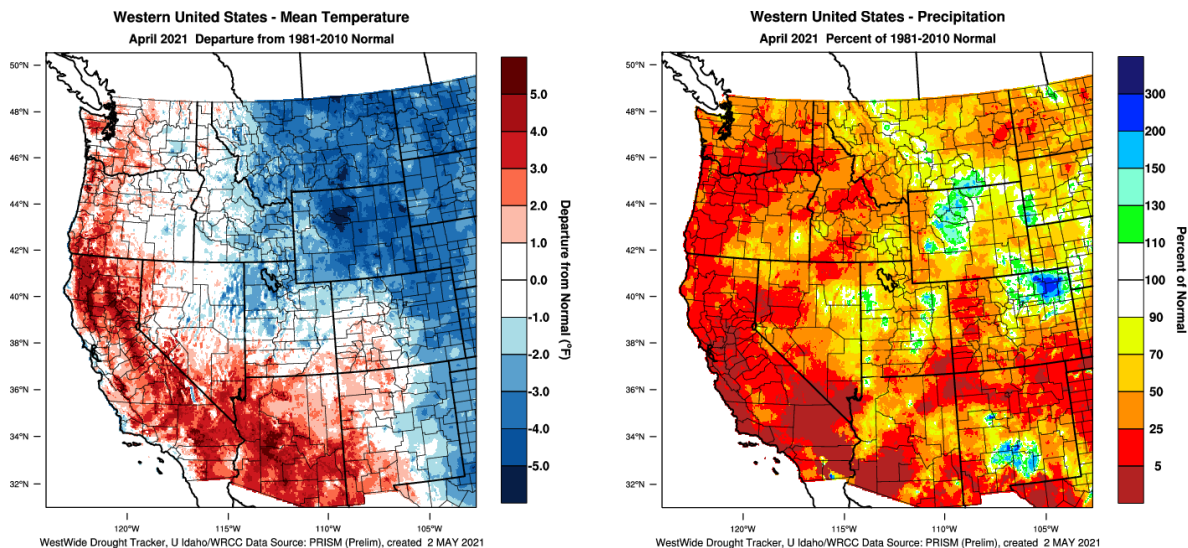 Western United States - Mean Temperature
April 2021 Departure from 1981-2010 Normal
50°N
48°N
46°N
44°N
42°N
40°N
38°N
36°N
34°N
32°N
120°W
115°W
110°W
105°W
5.0
4.0
3.0
2.0
1.0
0.0
-1.0
-2.0
-3.0
-4.0
-5.0
Departure from Normal (°F)
WestWide Drought Tracker, U Idaho/WRCC Data Source: PRISM (Prelim), created 2 MAY 2021
Western United States - Precipitation
April 2021 Percent of 1981-2010 Normal
50°N
48°N
46°N
44°N
42°N
40°N
38°N
36°N
34°N
32°N
120°W
115°W
110°W
105°W
300
200
150
130
110
100
90
70
50
25
5
Percent of Normal
WestWide Drought Tracker, U Idaho/WRCC Data Source: PRISM (Prelim), created 2 MAY 2021